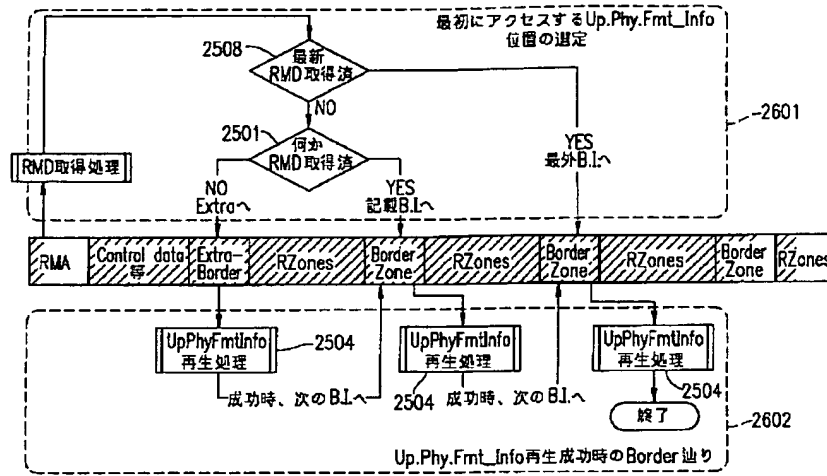 最初にアクセスするUp.Phy.Fmt_Info
位置の選定
2508
最新
RMD取得済
NO
2501
何か
RMD取得済
2601
RMD取得処理
YES
最外B.I.へ
NO
Extraへ
YES
記載B.I.へ
RMA
Control data
等
Extra-
Border
RZones
Border
Zone
RZones
Border
Zone
RZones
Border
Zone
RZones
UpPhyFmtInfo
再生処理
2504
UpPhyFmtInfo
再生処理
UpPhyFmtInfo
再生処理
成功時、次のB.I.へ
2504
成功時、次のB.I.へ
2504
終了
2602
Up.Phy.Fmt_Info再生成功時のBorder辿り